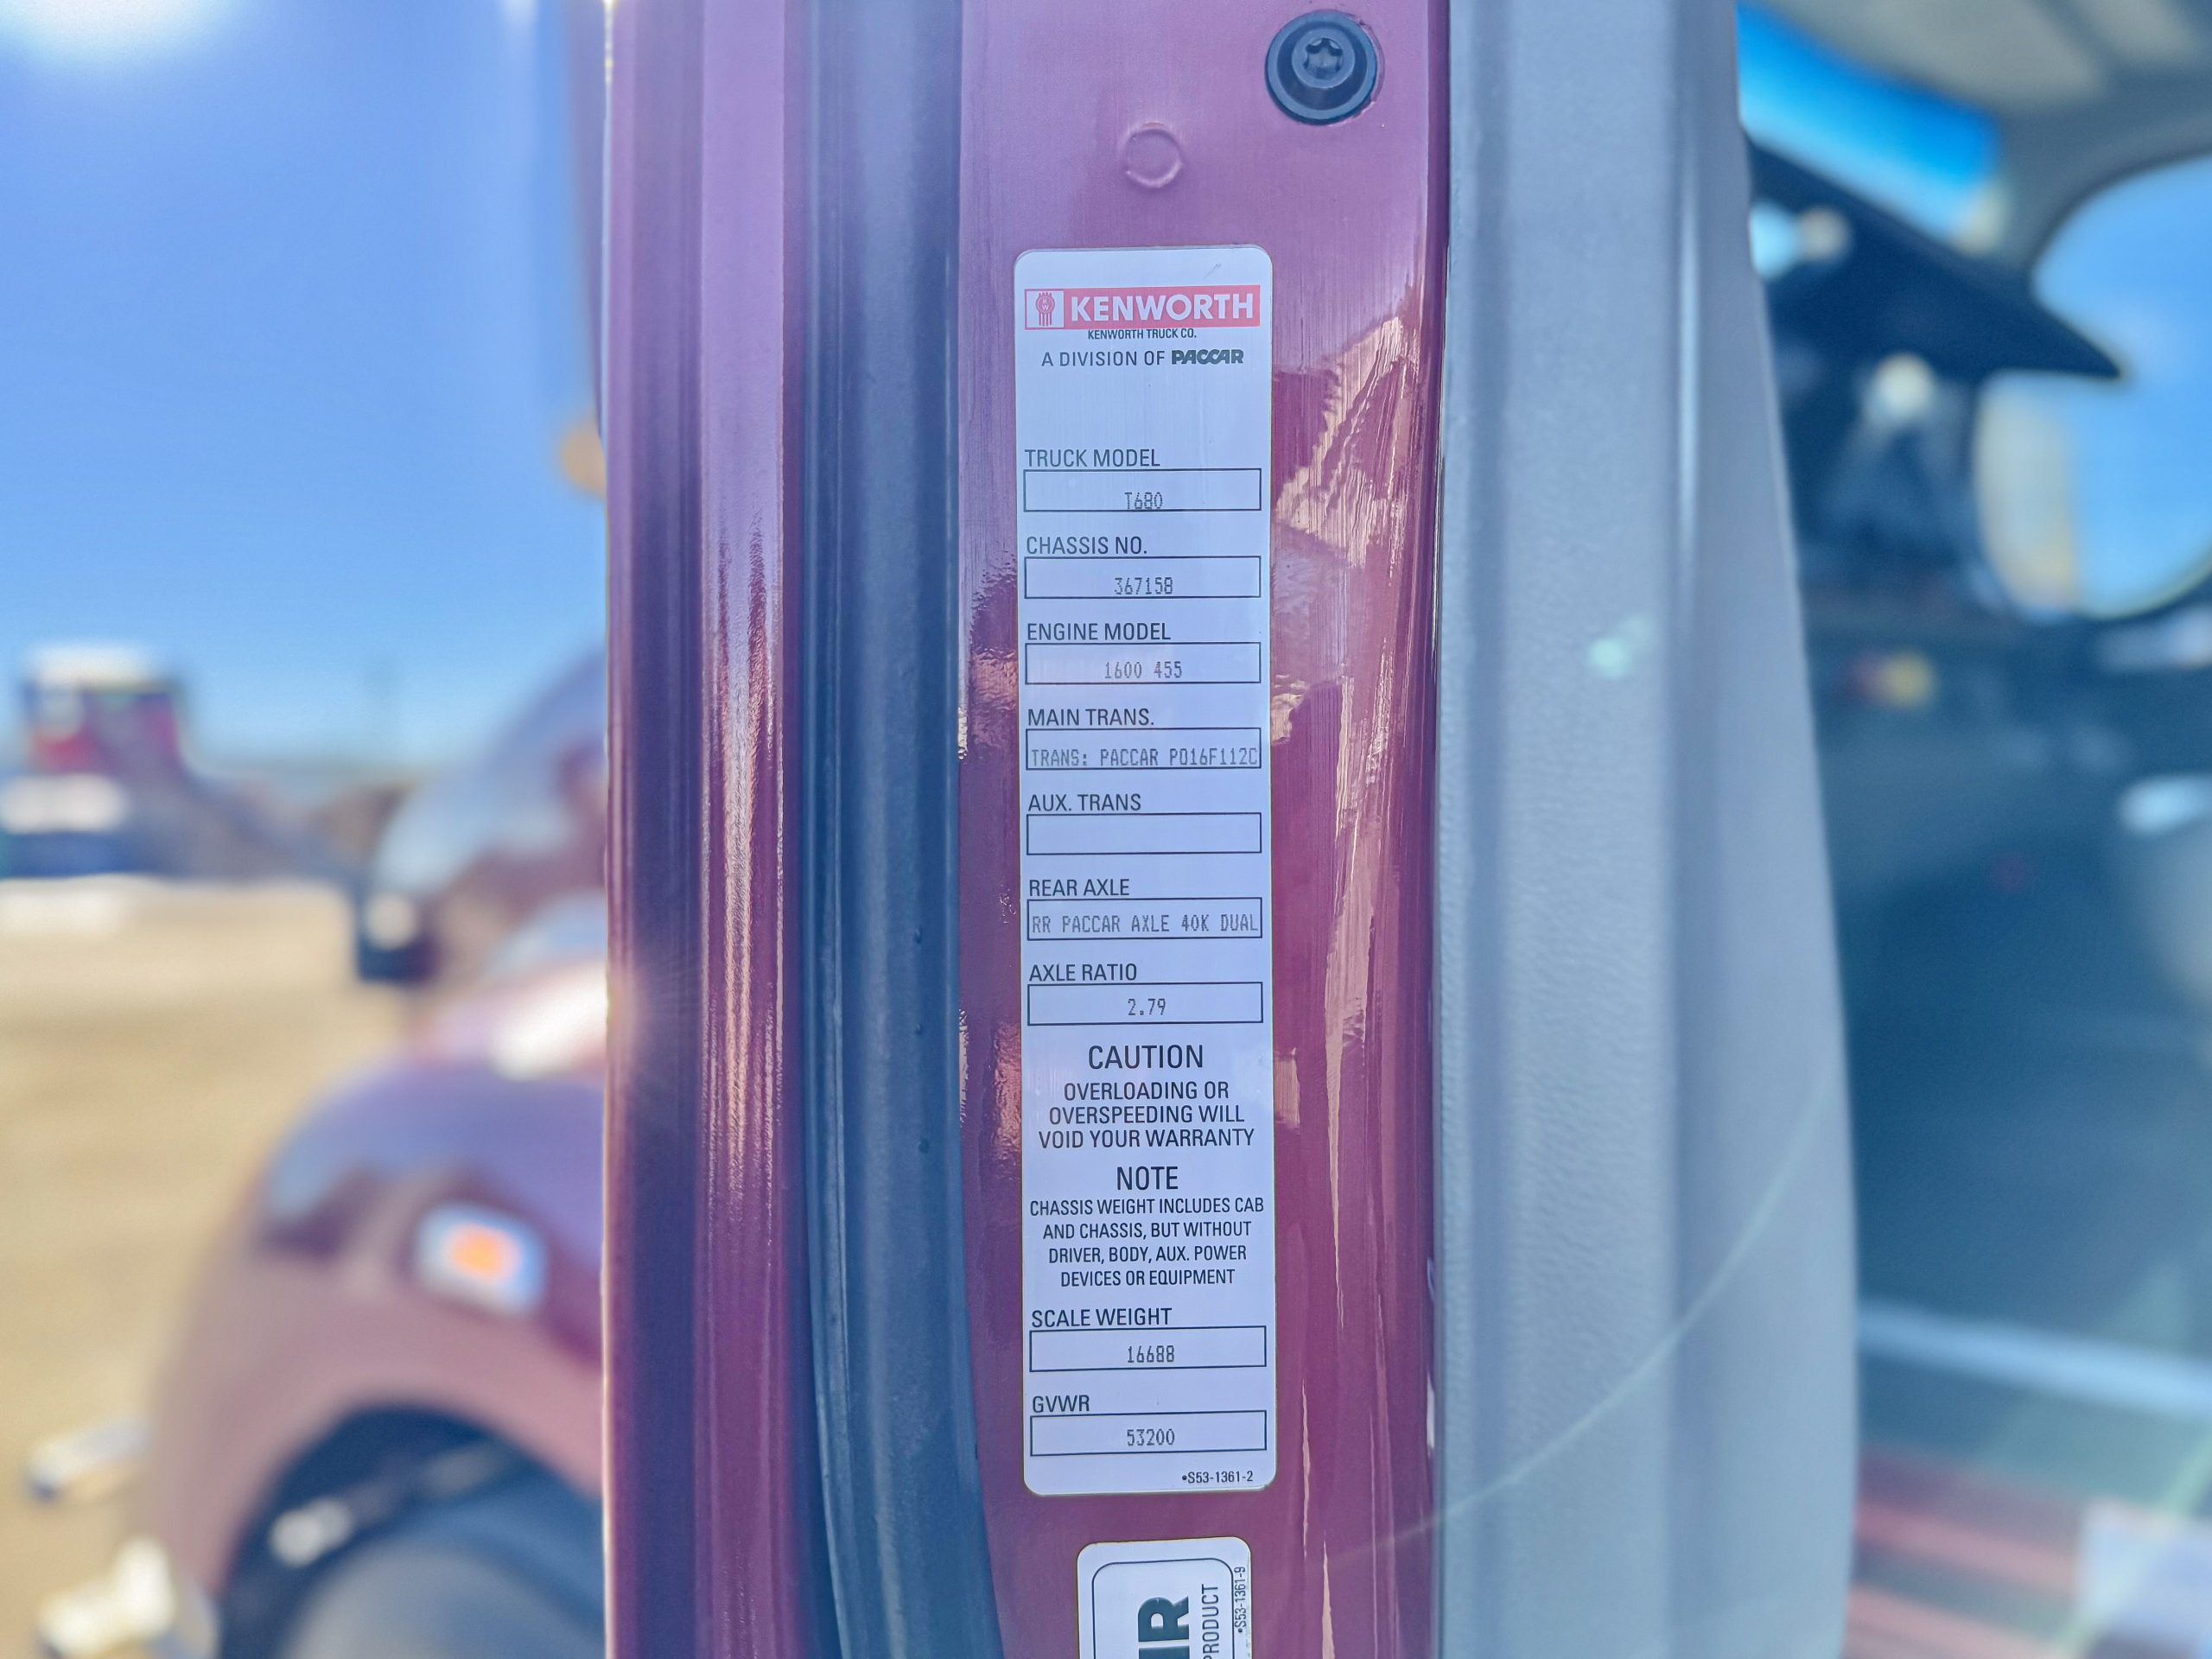 KENWORTH
KENWORTH TRUCK CO.
A DIVISION OF PACCAR
TRUCK MODEL
T680
CHASSIS NO.
367158
ENGINE MODEL
1600 455
MAIN TRANS.
TRANS: PACCAR PO16F112C
AUX. TRANS
REAR AXLE
RR PACCAR AXLE 40K DUAL
AXLE RATIO
2.79
CAUTION
OVERLOADING OR
OVERSPEEDING WILL
VOID YOUR WARRANTY
NOTE
CHASSIS WEIGHT INCLUDES CAB
AND CHASSIS, BUT WITHOUT
DRIVER, BODY, AUX. POWER
DEVICES OR EQUIPMENT
SCALE WEIGHT
16688
GVWR
53200
•S53-1361-2
PRODUCT
•S53-1361-9